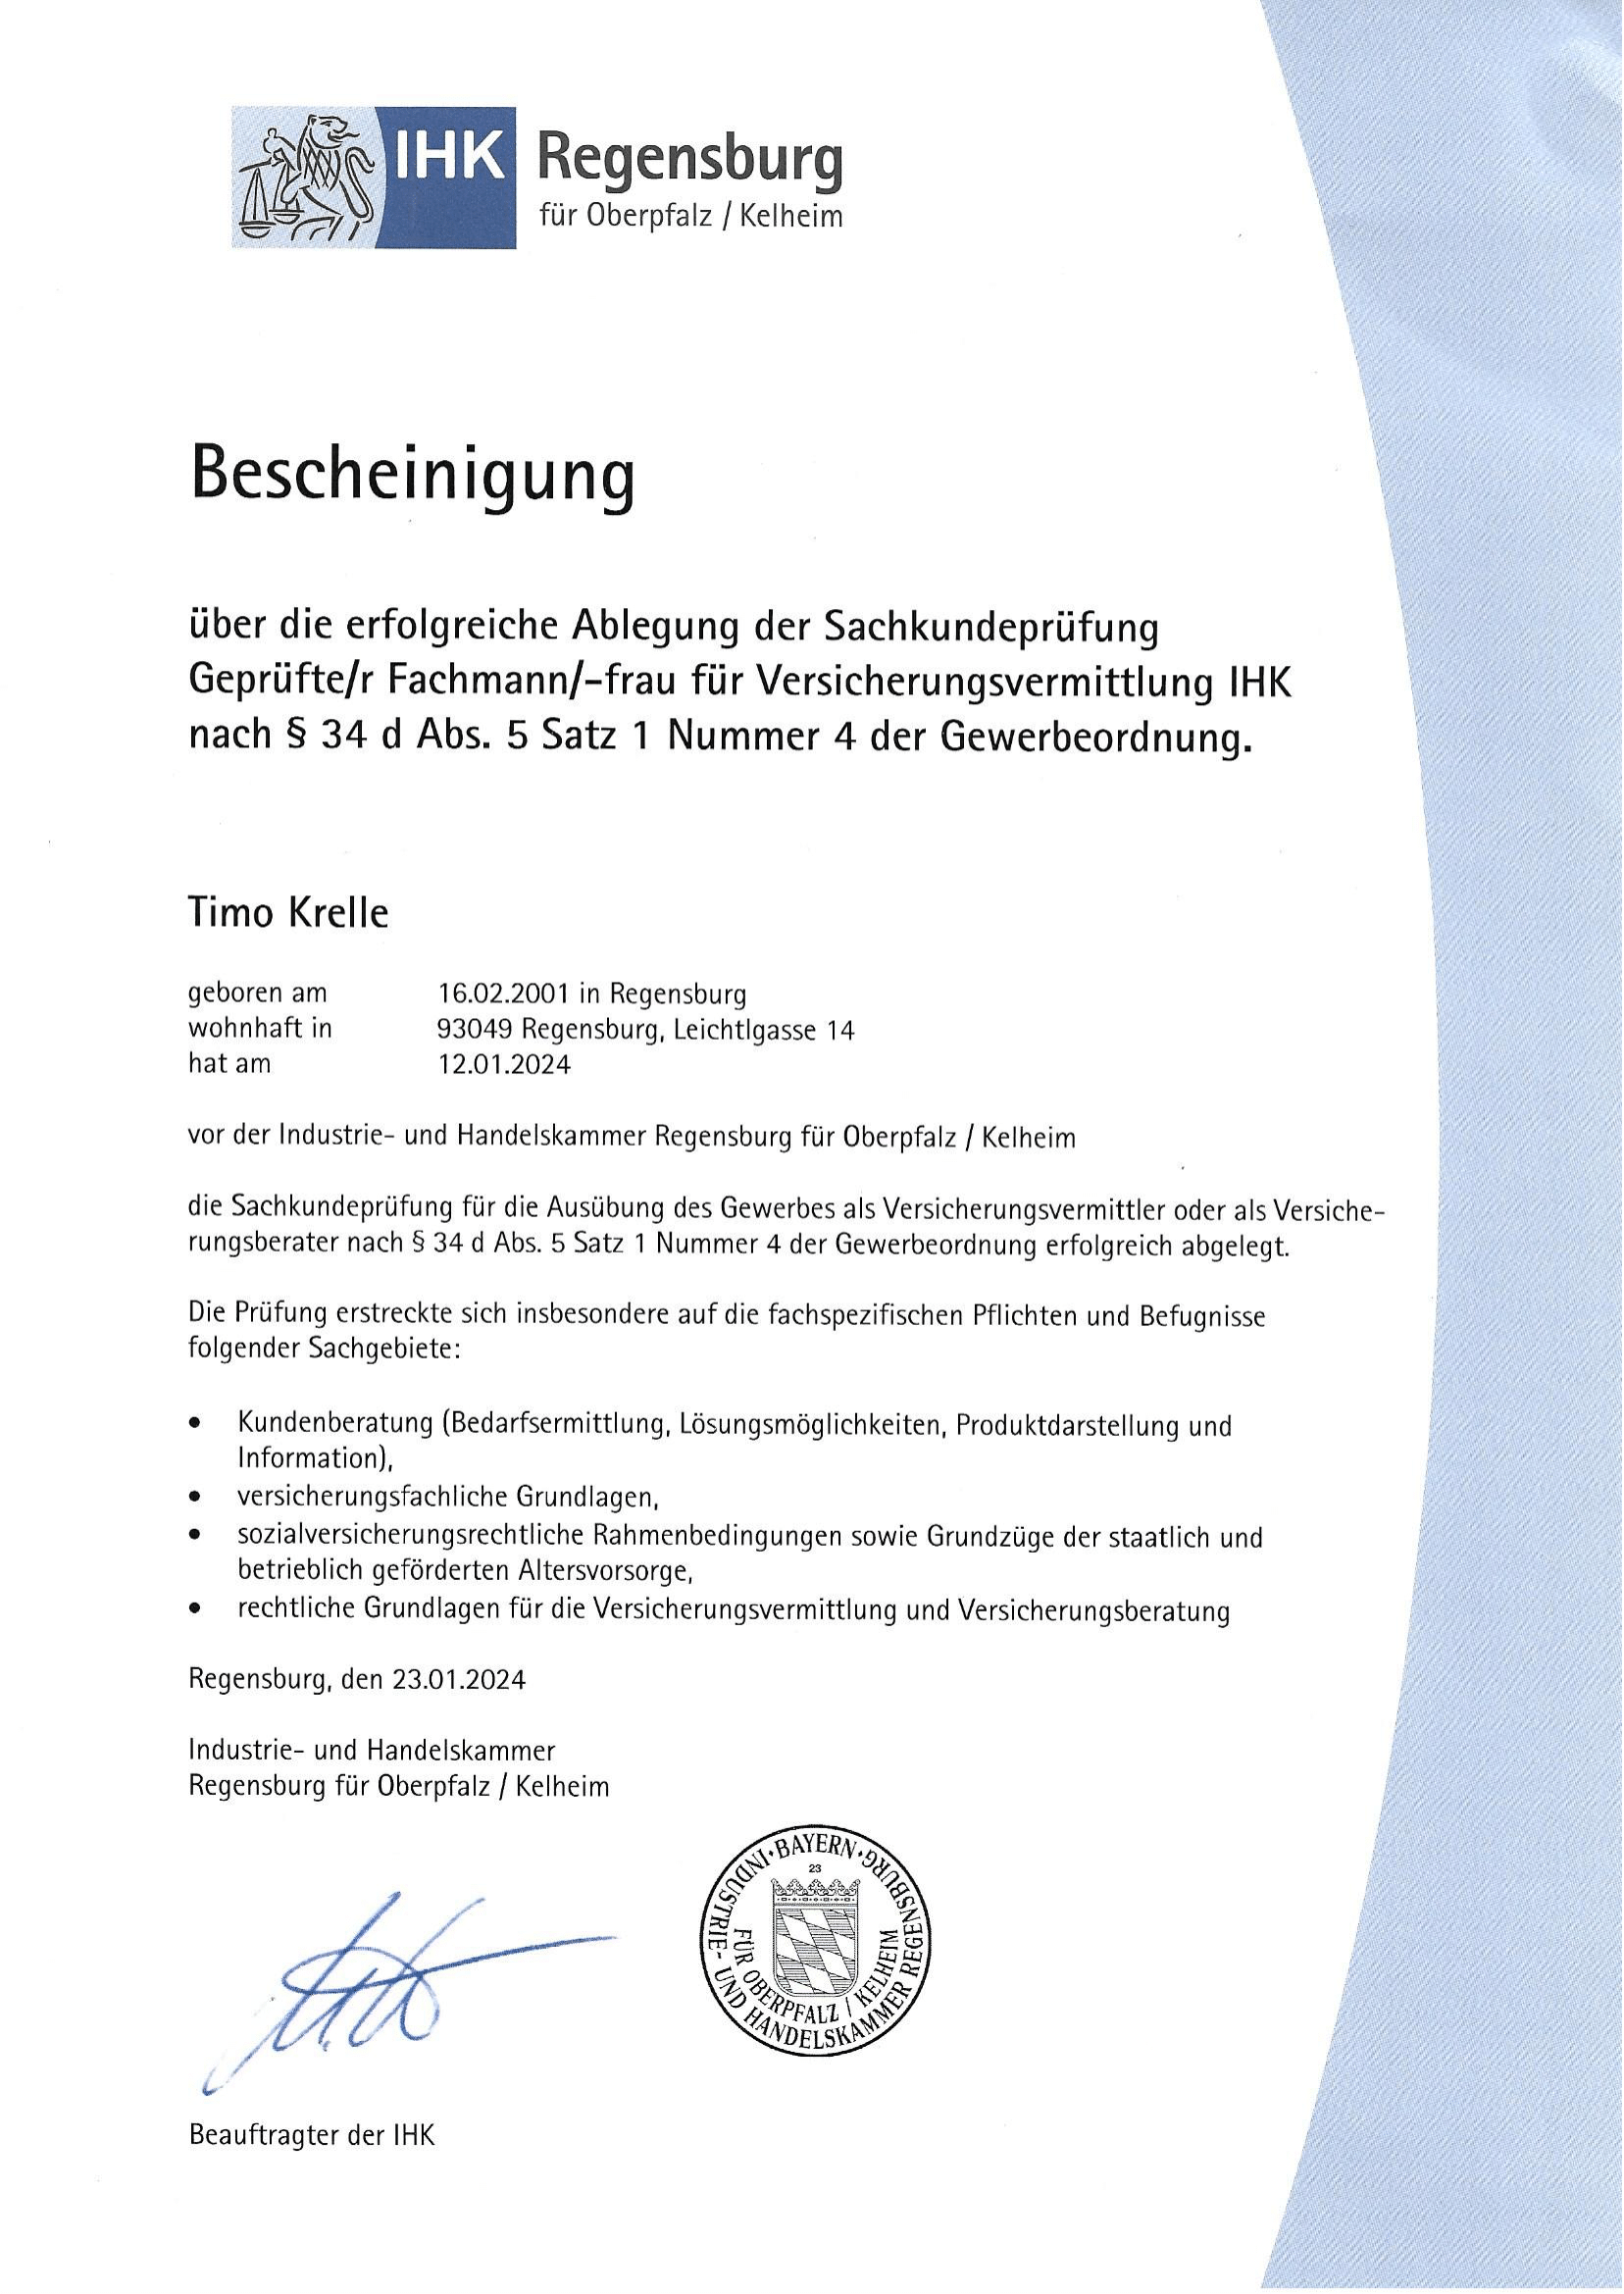 IHK Regensburg
für Oberpfalz / Kelheim
Bescheinigung
über die erfolgreiche Ablegung der Sachkundeprüfung
Geprüfte/r Fachmann/-frau für Versicherungsvermittlung IHK
nach § 34 d Abs. 5 Satz 1 Nummer 4 der Gewerbeordnung.
Timo Krelle
geboren am 16.02.2001 in Regensburg
wohnhaft in 93049 Regensburg, Leichtlgasse 14
hat am 12.01.2024
vor der Industrie- und Handelskammer Regensburg für Oberpfalz / Kelheim
die Sachkundeprüfung für die Ausübung des Gewerbes als Versicherungsvermittler oder als Versiche-
rungsberater nach § 34 d Abs. 5 Satz 1 Nummer 4 der Gewerbeordnung erfolgreich abgelegt.
Die Prüfung erstreckte sich insbesondere auf die fachspezifischen Pflichten und Befugnisse
folgender Sachgebiete:
• Kundenberatung (Bedarfsermittlung, Lösungsmöglichkeiten, Produktdarstellung und
Information),
• versicherungsfachliche Grundlagen,
• sozialversicherungsrechtliche Rahmenbedingungen sowie Grundzüge der staatlich und
betrieblich geförderten Altersvorsorge,
• rechtliche Grundlagen für die Versicherungsvermittlung und Versicherungsberatung
Regensburg, den 23.01.2024
Industrie- und Handelskammer
Regensburg für Oberpfalz / Kelheim
·BAYERN·
INDUSTRIE- UND HANDELSKAMMER REGENSBURG
23
FÜR OBERPFALZ / KELHEIM
Beauftragter der IHK